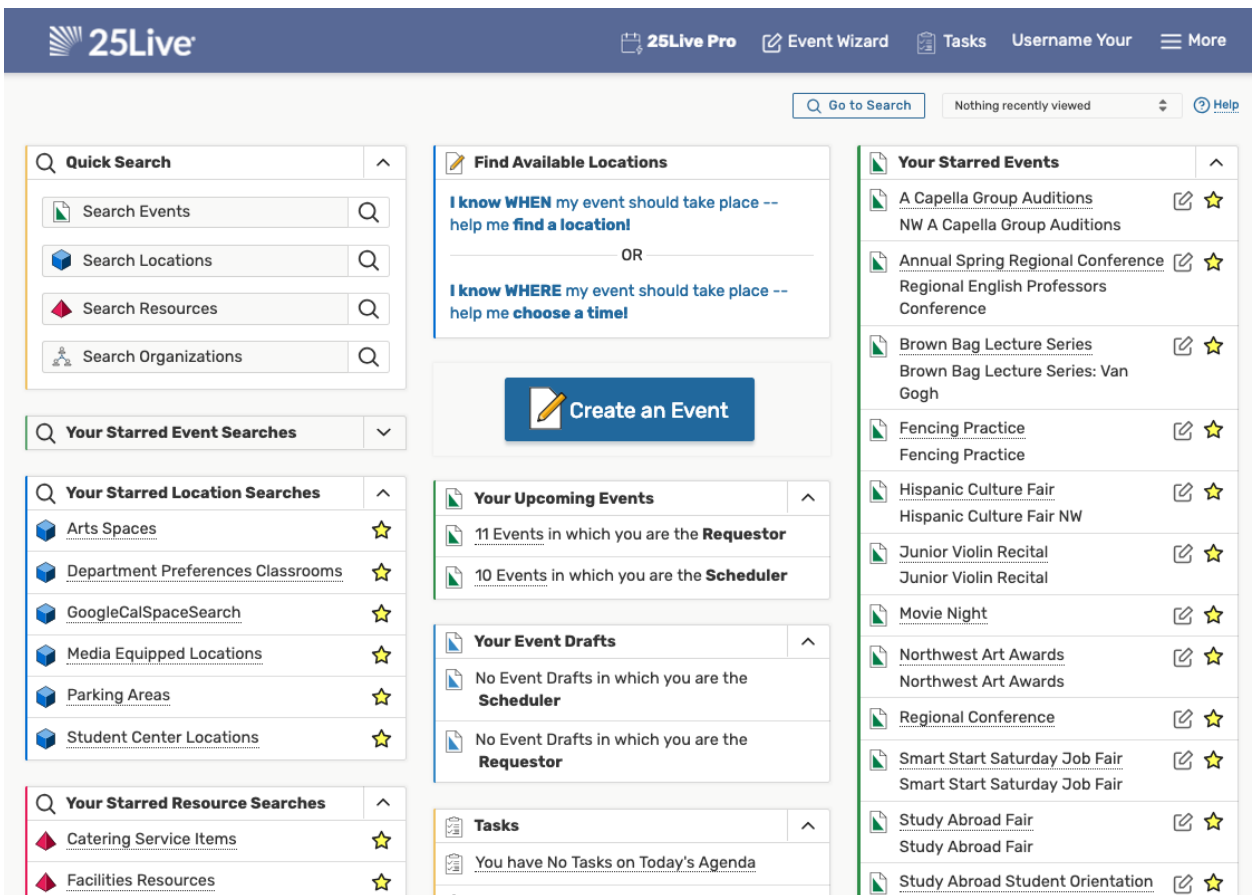 25Live
25Live Pro
Event Wizard
Tasks
Username Your
More
Go to Search
Nothing recently viewed
Help
Quick Search
Search Events
Search Locations
Search Resources
Search Organizations
Your Starred Event Searches
Your Starred Location Searches
Arts Spaces
Department Preferences Classrooms
GoogleCalSpaceSearch
Media Equipped Locations
Parking Areas
Student Center Locations
Your Starred Resource Searches
Catering Service Items
Facilities Resources
Find Available Locations
I know WHEN my event should take place --
help me find a location!
OR
I know WHERE my event should take place --
help me choose a time!
Create an Event
Your Upcoming Events
11 Events in which you are the Requestor
10 Events in which you are the Scheduler
Your Event Drafts
No Event Drafts in which you are the
Scheduler
No Event Drafts in which you are the
Requestor
Tasks
You have No Tasks on Today's Agenda
Your Starred Events
A Capella Group Auditions
NW A Capella Group Auditions
Annual Spring Regional Conference
Regional English Professors
Conference
Brown Bag Lecture Series
Brown Bag Lecture Series: Van
Gogh
Fencing Practice
Fencing Practice
Hispanic Culture Fair
Hispanic Culture Fair NW
Junior Violin Recital
Junior Violin Recital
Movie Night
Northwest Art Awards
Northwest Art Awards
Regional Conference
Smart Start Saturday Job Fair
Smart Start Saturday Job Fair
Study Abroad Fair
Study Abroad Fair
Study Abroad Student Orientation